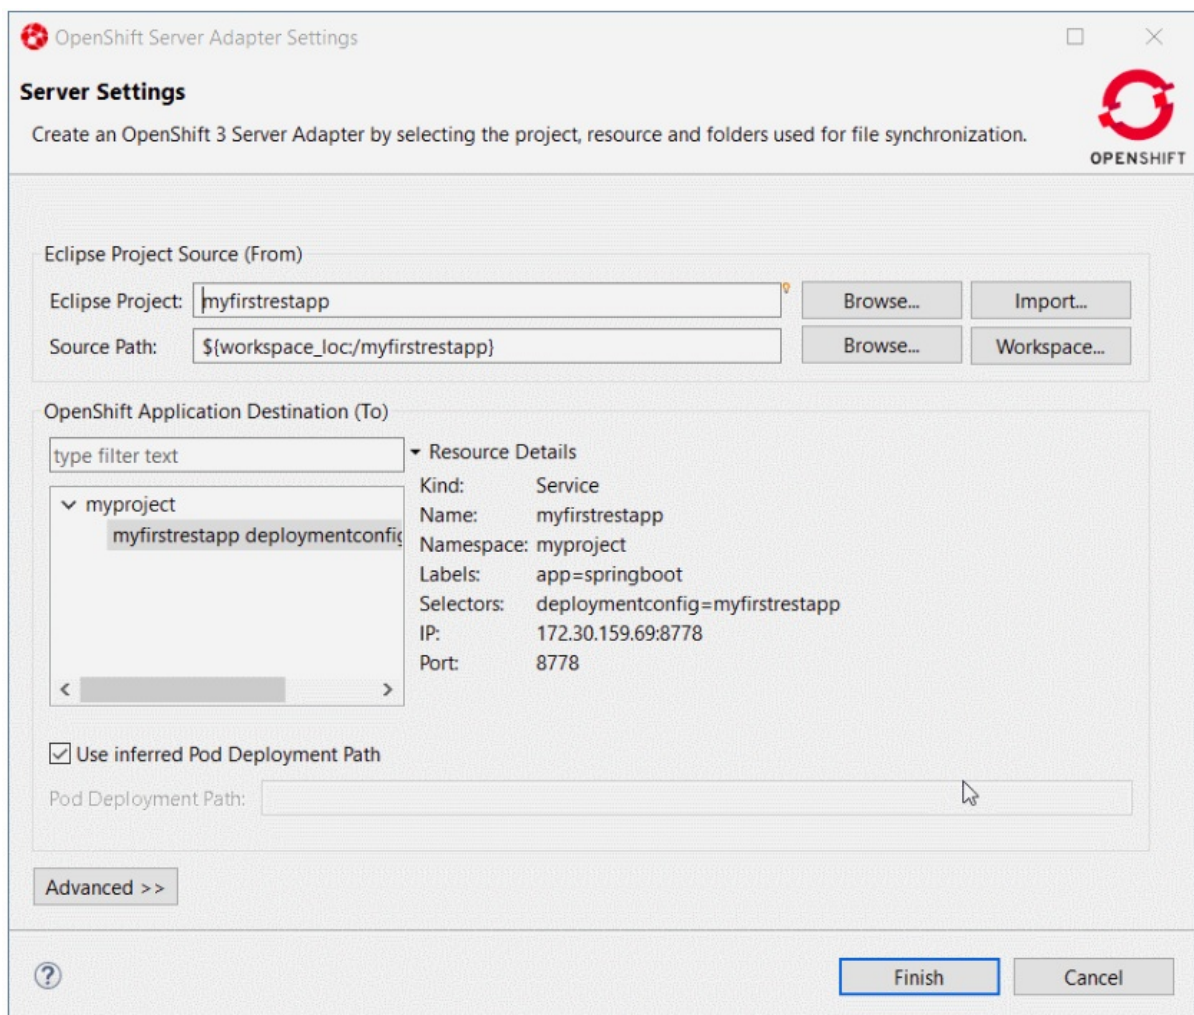 OpenShift Server Adapter Settings
Server Settings
Create an OpenShift 3 Server Adapter by selecting the project, resource and folders used for file synchronization.
OPENSHIFT
Eclipse Project Source (From)
Eclipse Project: myfirstrestapp Browse... Import...
Source Path: ${workspace_loc:/myfirstrestapp} Browse... Workspace...
OpenShift Application Destination (To)
type filter text
myproject
myfirstrestapp deploymentconfig
Resource Details
Kind: Service
Name: myfirstrestapp
Namespace: myproject
Labels: app=springboot
Selectors: deploymentconfig=myfirstrestapp
IP: 172.30.159.69:8778
Port: 8778
Use inferred Pod Deployment Path
Pod Deployment Path:
Advanced >>
Finish Cancel